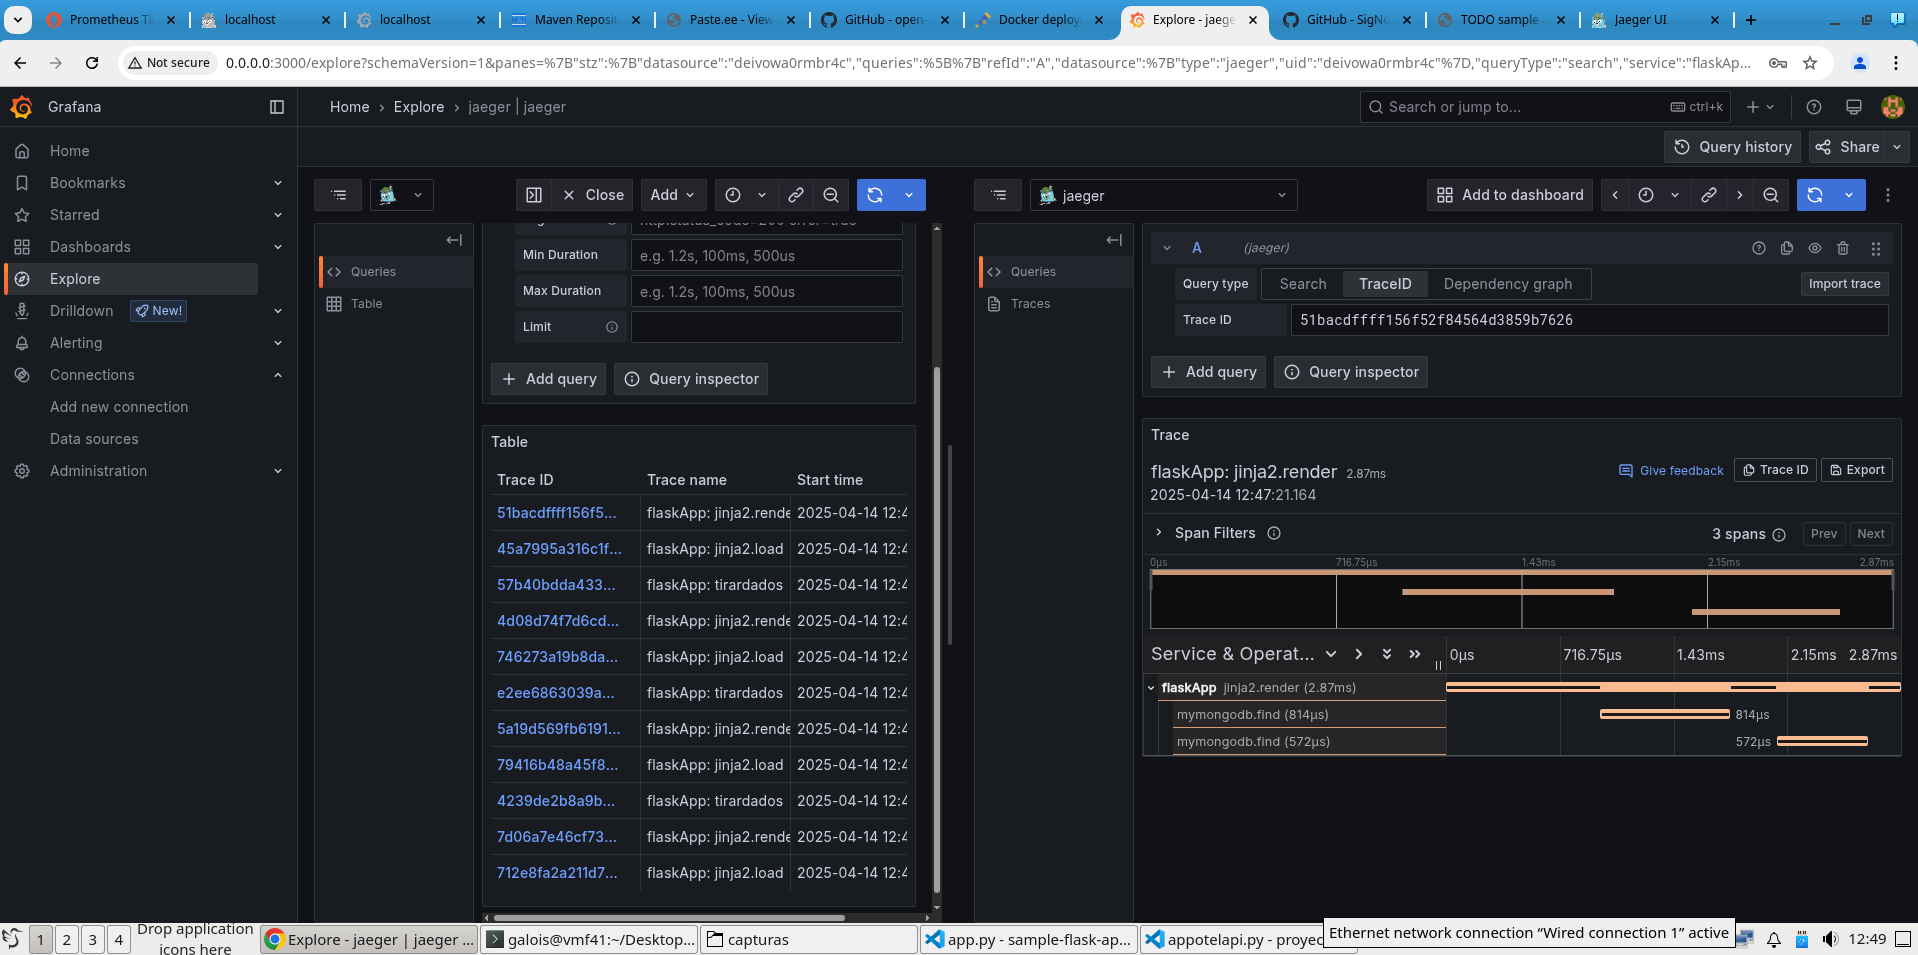 Prometheus Ti
localhost
localhost
Maven Reposit
Paste.ee - View
GitHub - open-
Docker deploy
Explore - jaege
GitHub - SigNo
TODO sample
Jaeger UI
Not secure
0.0.0.0:3000/explore?schemaVersion=1&panes=%7B"stz":%7B"datasource":"deivowa0rmbr4c","queries":%5B%7B"refId":"A","datasource":%7B"type":"jaeger","uid":"deivowa0rmbr4c"%7D,"queryType":"search","service":"flaskAp...
Grafana
Home › Explore › jaeger | jaeger
Search or jump to...
ctrl+k
Query history
Share
Home
Bookmarks
Starred
Dashboards
Explore
Drilldown
New!
Alerting
Connections
Add new connection
Data sources
Administration
Close
Add
Queries
Table
Min Duration
e.g. 1.2s, 100ms, 500us
Max Duration
e.g. 1.2s, 100ms, 500us
Limit
Add query
Query inspector
Table
Trace ID Trace name Start time
51bacdffff156f5... flaskApp: jinja2.rende 2025-04-14 12:4
45a7995a316c1f... flaskApp: jinja2.load 2025-04-14 12:4
57b40bdda433... flaskApp: tirardados 2025-04-14 12:4
4d08d74f7d6cd... flaskApp: jinja2.rende 2025-04-14 12:4
746273a19b8da... flaskApp: jinja2.load 2025-04-14 12:4
e2ee6863039a... flaskApp: tirardados 2025-04-14 12:4
5a19d569fb6191... flaskApp: jinja2.rende 2025-04-14 12:4
79416b48a45f8... flaskApp: jinja2.load 2025-04-14 12:4
4239de2b8a9b... flaskApp: tirardados 2025-04-14 12:4
7d06a7e46cf73... flaskApp: jinja2.rende 2025-04-14 12:4
712e8fa2a211d7... flaskApp: jinja2.load 2025-04-14 12:4
jaeger
Add to dashboard
Queries
Traces
A (jaeger)
Query type
Search
TraceID
Dependency graph
Import trace
Trace ID
51bacdffff156f52f84564d3859b7626
Add query
Query inspector
Trace
flaskApp: jinja2.render 2.87ms
2025-04-14 12:47:21.164
Give feedback
Trace ID
Export
Span Filters
3 spans
Prev
Next
0µs 716.75µs 1.43ms 2.15ms 2.87ms
Service & Operat...
0µs 716.75µs 1.43ms 2.15ms 2.87ms
flaskApp jinja2.render (2.87ms)
mymongodb.find (814µs) 814µs
mymongodb.find (572µs) 572µs
1 2 3 4
Drop application
icons here
Explore - jaeger | jaeger ...
galois@vmf41:~/Desktop...
capturas
app.py - sample-flask-ap...
appotelapi.py - proyec
Ethernet network connection “Wired connection 1” active
12:49